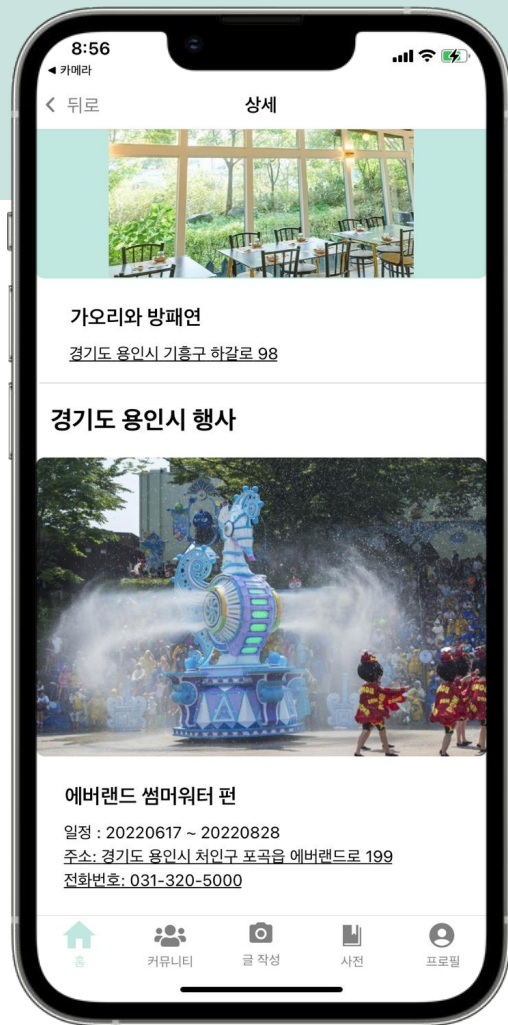 8:56
◀ 카메라
뒤로
상세
가오리와 방패연
경기도 용인시 기흥구 하갈로 98
경기도 용인시 행사
에버랜드 썸머워터 펀
일정 : 20220617 ~ 20220828
주소: 경기도 용인시 처인구 포곡읍 에버랜드로 199
전화번호: 031-320-5000
홈
커뮤니티
글 작성
사전
프로필